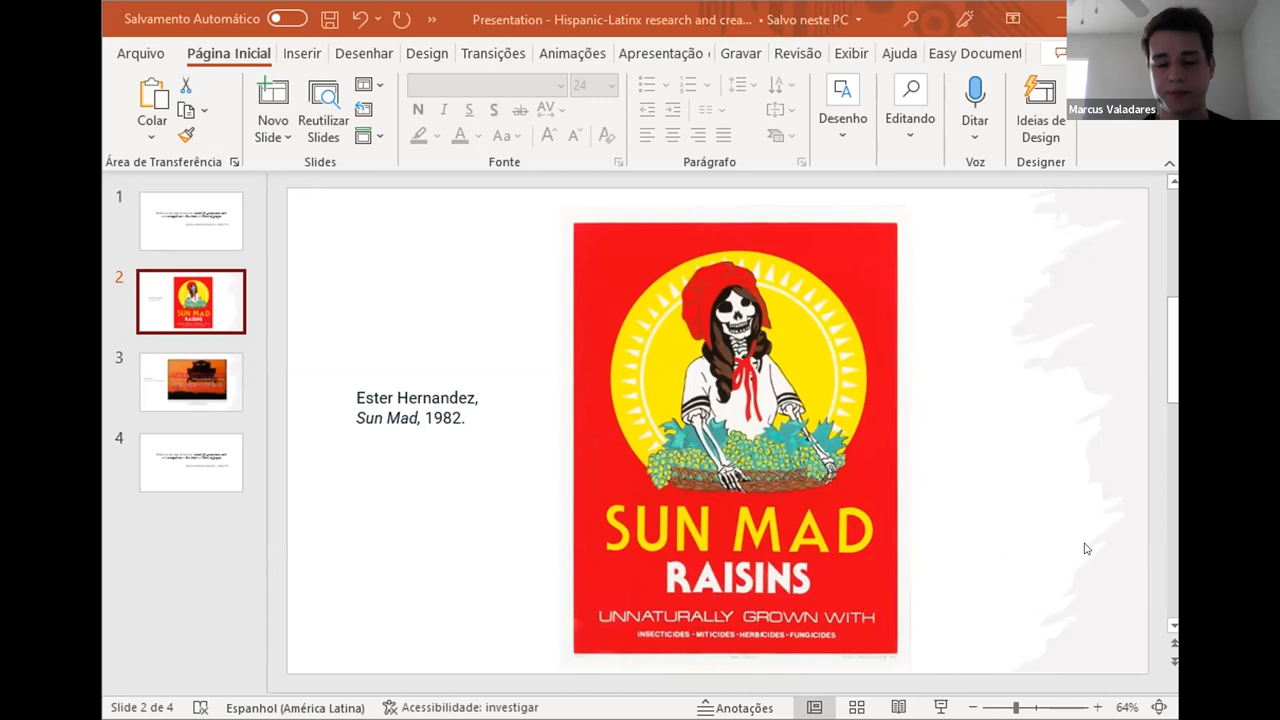 Salvamento Automático
Presentation - Hispanic-Latinx research and crea... • Salvo neste PC
Arquivo Página Inicial Inserir Desenhar Design Transições Animações Apresentação Gravar Revisão Exibir Ajuda Easy Document
Marcus Valadares
24
Colar
Novo Slide
Reutilizar Slides
N I S S ab AV
Aa A A
Desenho
Editando
Ditar
Ideias de Design
Área de Transferência
Slides
Fonte
Parágrafo
Voz
Designer
1
2
SUN MAD
3
4
Ester Hernandez,
Sun Mad, 1982.
SUN MAD
RAISINS
UNNATURALLY GROWN WITH
INSECTICIDES - MITICIDES - HERBICIDES - FUNGICIDES
Slide 2 de 4 Espanhol (América Latina) Acessibilidade: investigar Anotações 64%